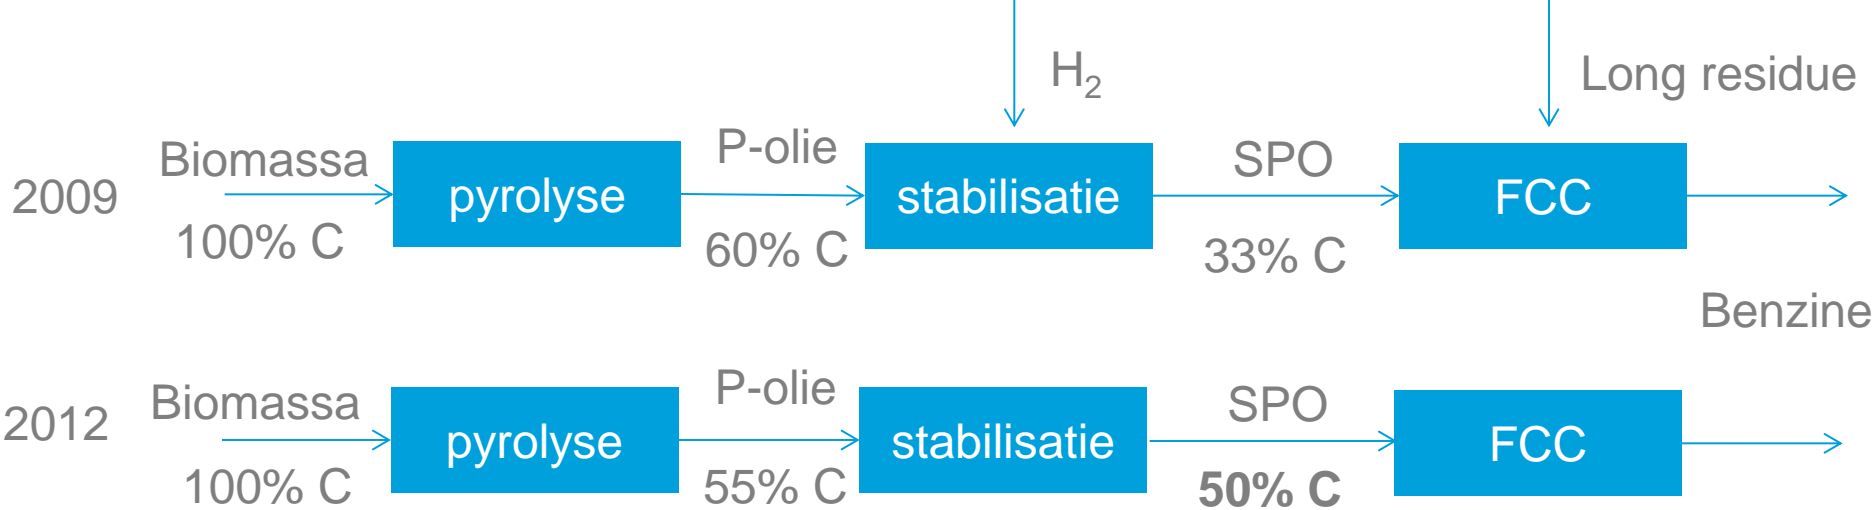 H₂
Long residue
2009 Biomassa pyrolyse P-olie stabilisatie SPO FCC
100% C 60% C 33% C
Benzine
2012 Biomassa pyrolyse P-olie stabilisatie SPO FCC
100% C 55% C 50% C